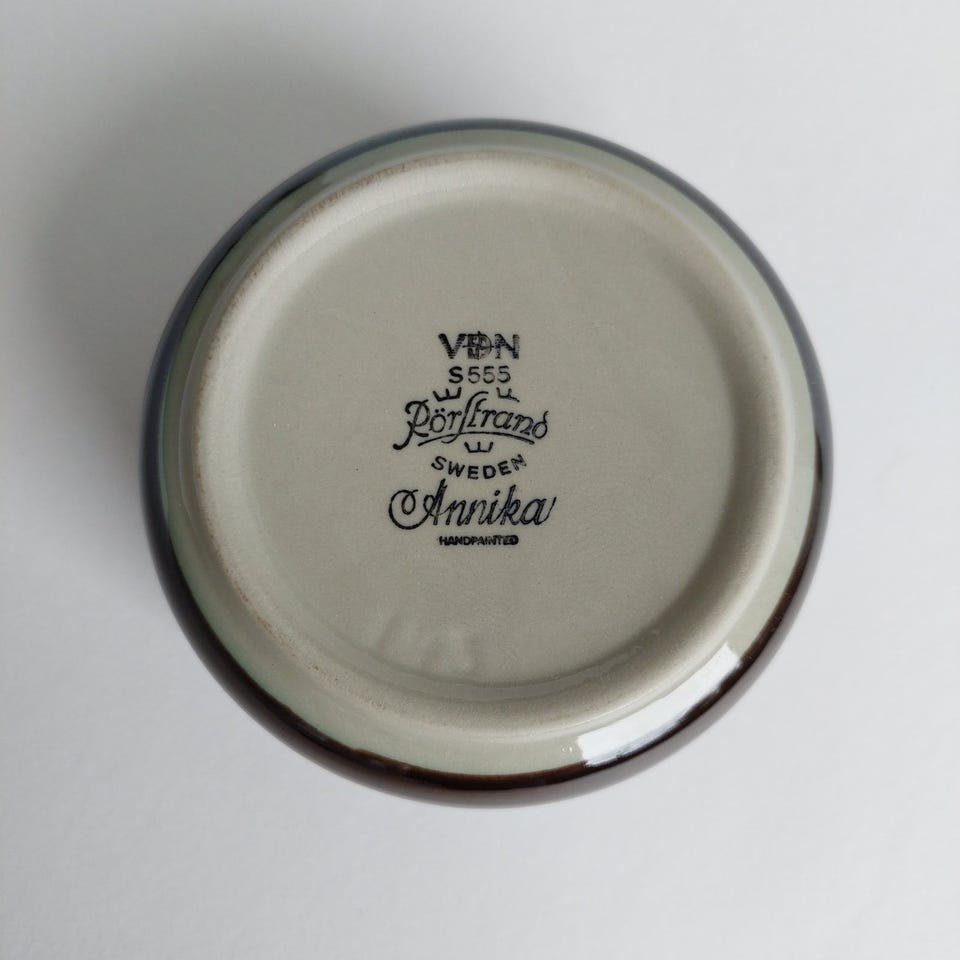 VDN
S555
Rörstrand
SWEDEN
Annika
HANDPAINTED